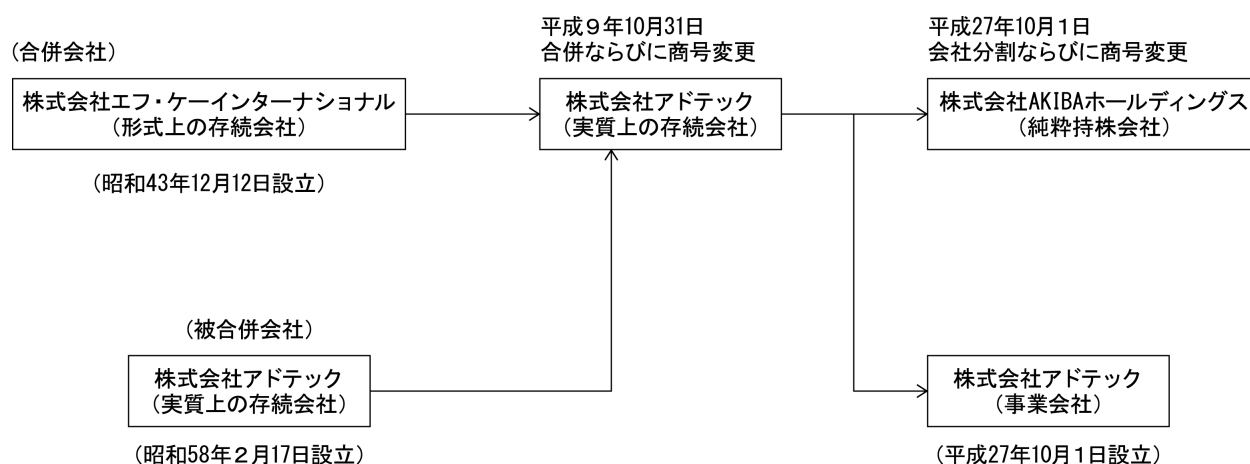 (合併会社)
株式会社エフ・ケーインターナショナル
(形式上の存続会社)
(昭和43年12月12日設立)
平成9年10月31日
合併ならびに商号変更
株式会社アドテック
(実質上の存続会社)
平成27年10月1日
会社分割ならびに商号変更
株式会社AKIBAホールディングス
(純粋持株会社)
(被合併会社)
株式会社アドテック
(実質上の存続会社)
(昭和58年2月17日設立)
株式会社アドテック
(事業会社)
(平成27年10月1日設立)